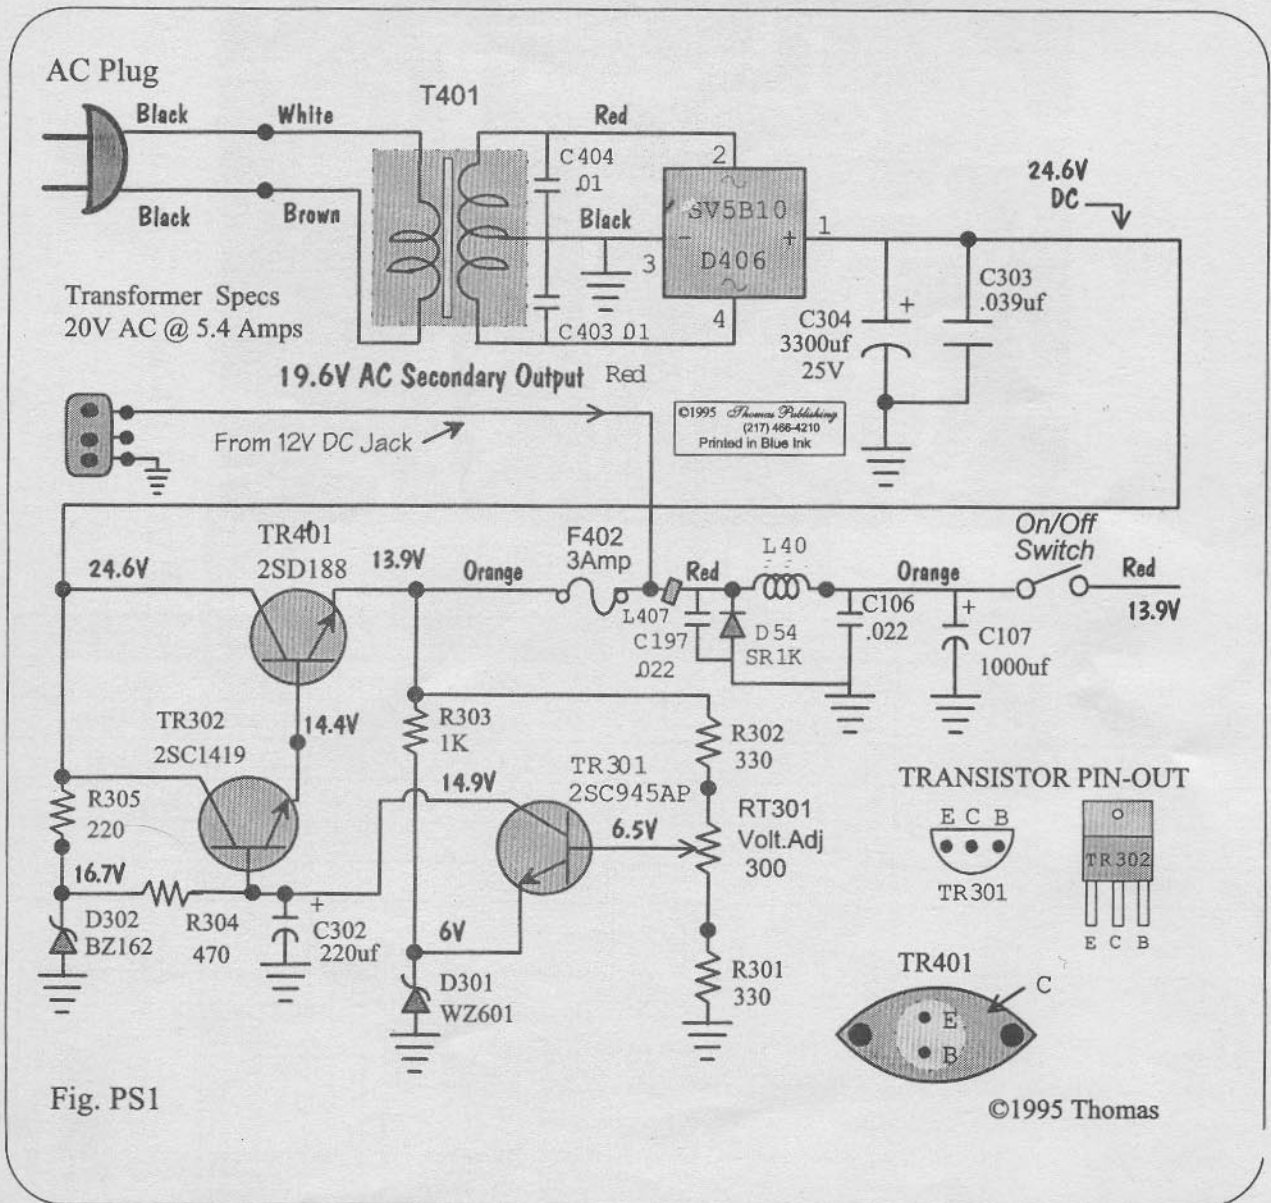 AC Plug
Black
White
T401
Red
C404
.01
2
SV5B10
24.6V
DC
Black
Brown
Black
3
-
+
1
D406
4
C303
.039uf
Transformer Specs
20V AC @ 5.4 Amps
C403 .01
C304
3300uf
25V
+
19.6V AC Secondary Output
Red
From 12V DC Jack
©1995 Thomas Publishing
(217) 466-4210
Printed in Blue Ink
TR401
2SD188
24.6V
13.9V
Orange
F402
3Amp
L407
Red
L40
Orange
On/Off
Switch
Red
13.9V
C197
.022
D54
SR1K
C106
.022
+
C107
1000uf
TR302
2SC1419
14.4V
R303
1K
R302
330
R305
220
14.9V
TR301
2SC945AP
6.5V
RT301
Volt.Adj
300
TRANSISTOR PIN-OUT
E C B
TR301
TR302
E C B
16.7V
D302
BZ162
R304
470
+
C302
220uf
6V
D301
WZ601
R301
330
TR401
C
E
B
Fig. PS1
©1995 Thomas